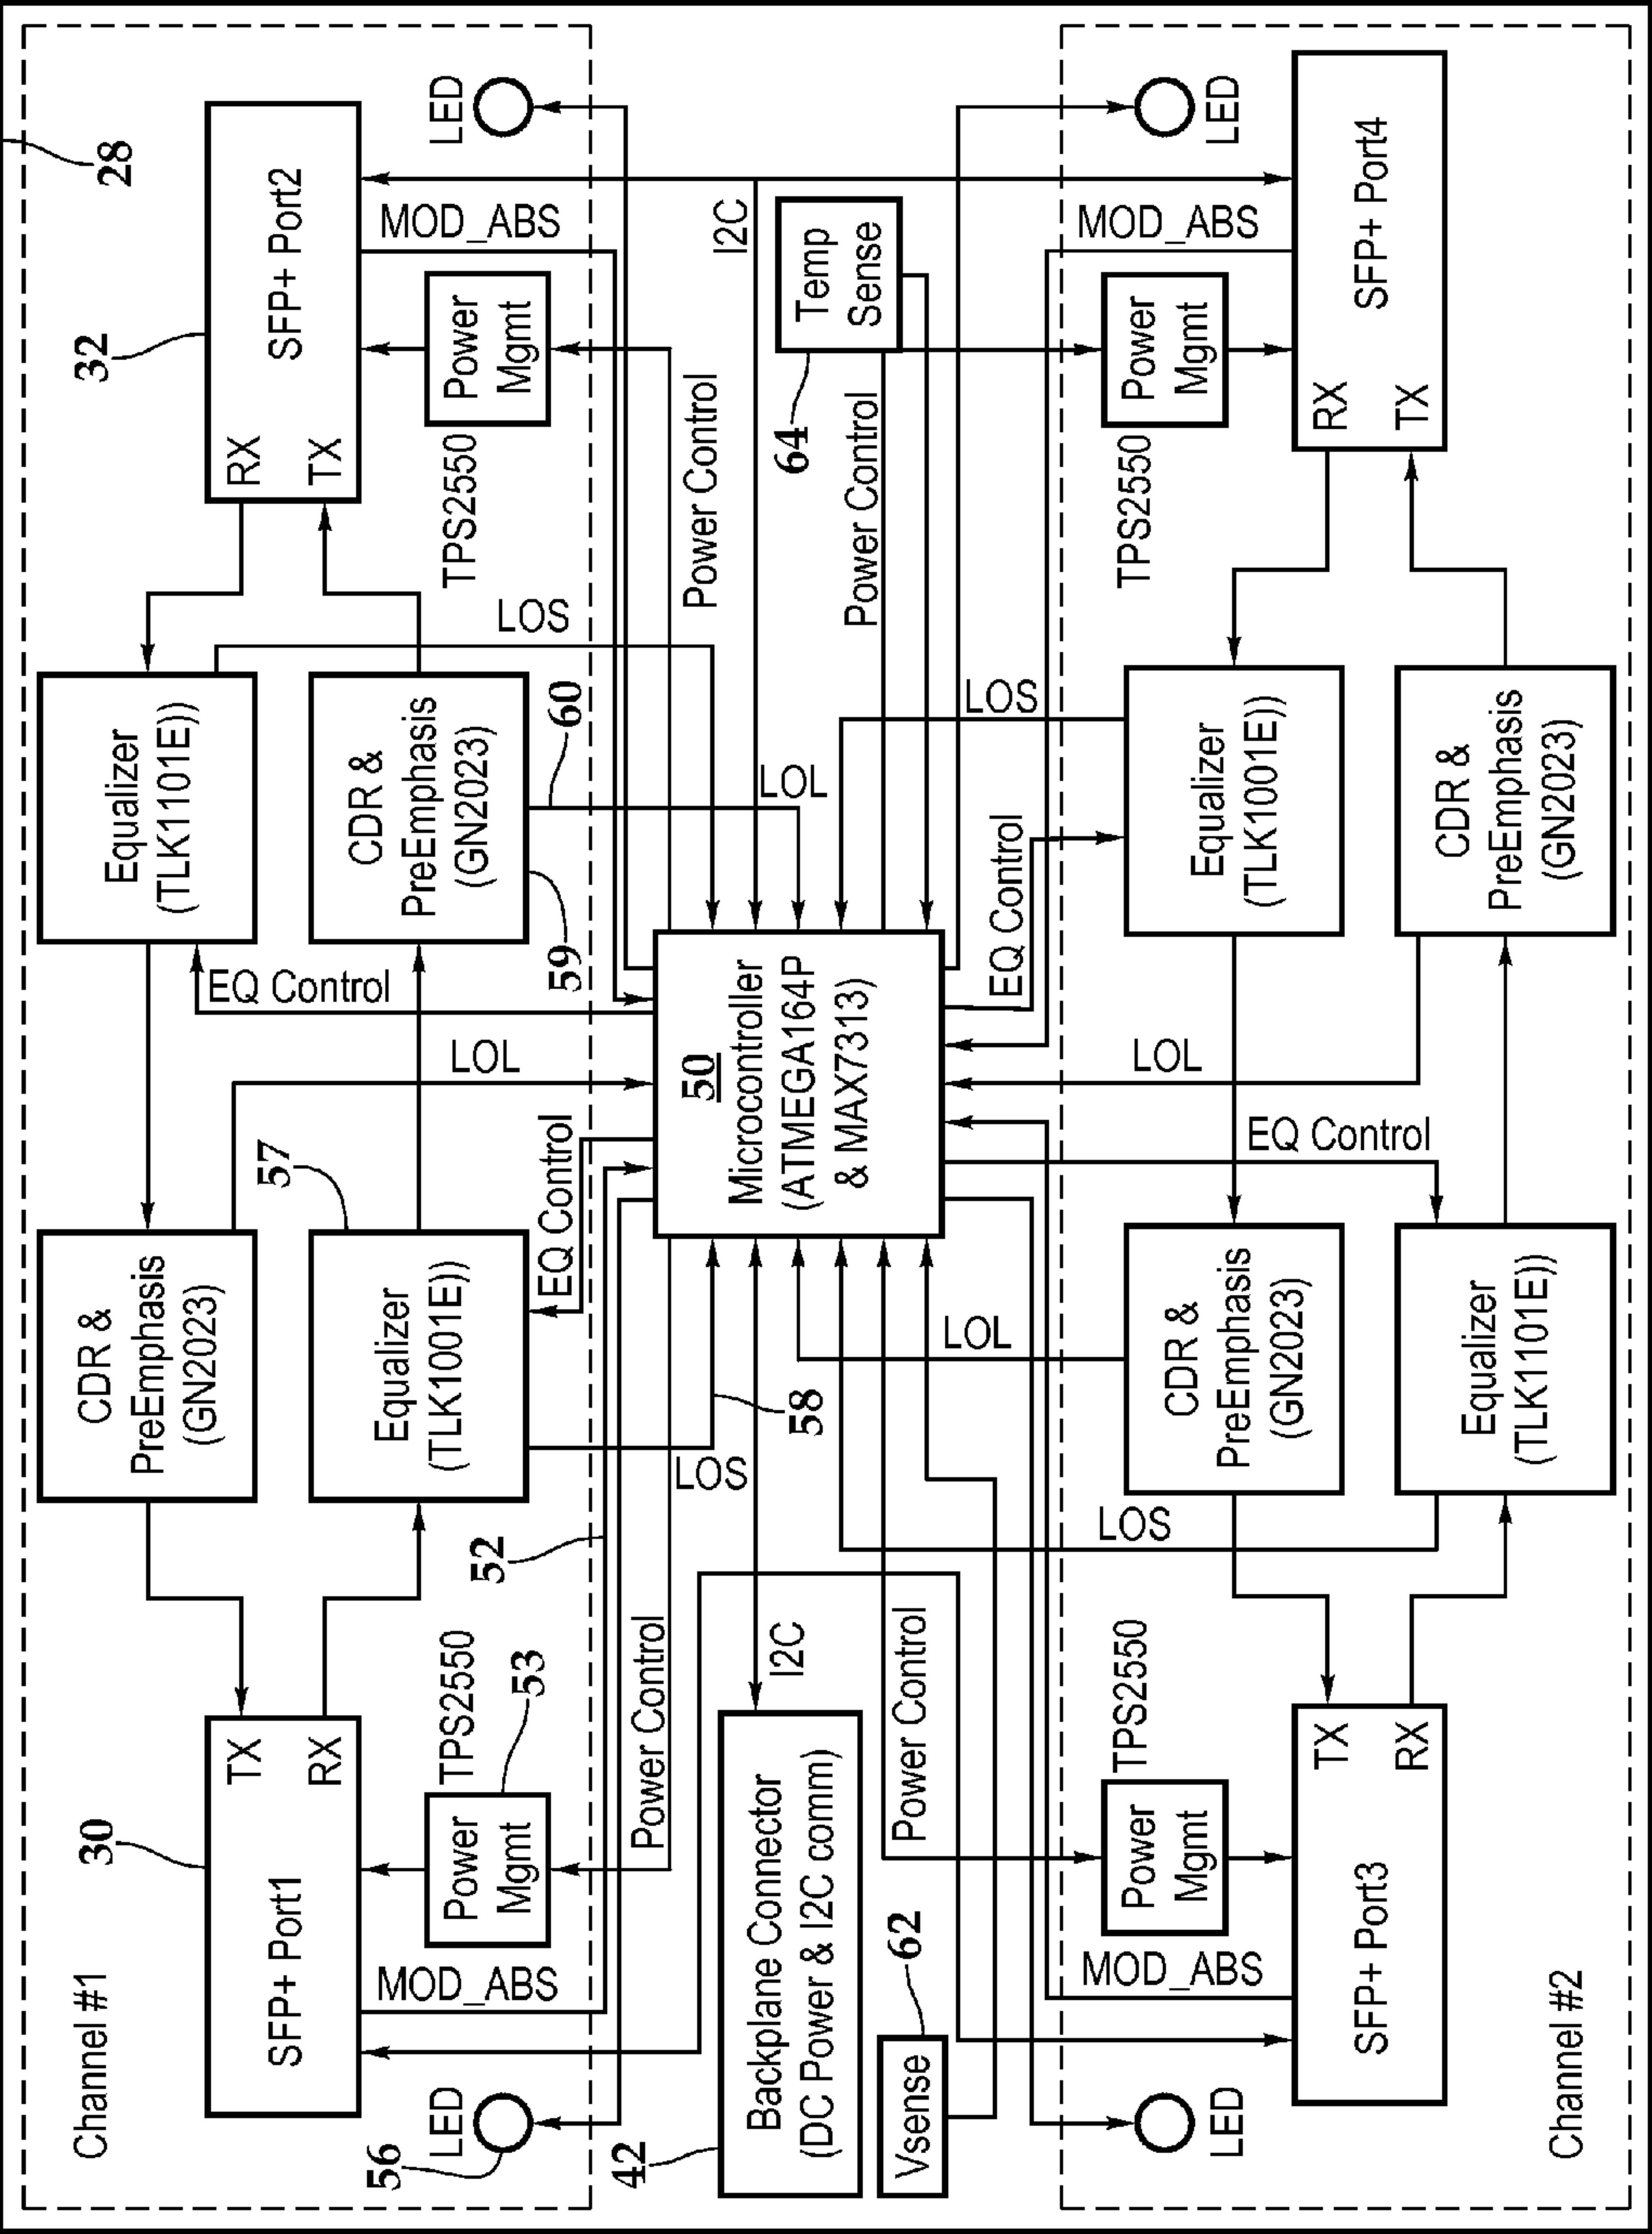 28
Channel #1
30
SFP+ Port1
TX
RX
CDR &
PreEmphasis
(GN2023)
Equalizer
(TLK1101E))
32
SFP+ Port2
RX
TX
57
Equalizer
(TLK1001E))
CDR &
PreEmphasis
(GN2023)
59
60
EQ Control
LOL
LOS
Power
Mgmt
TPS2550
53
Power
Mgmt
TPS2550
MOD_ABS
MOD_ABS
56
LED
LED
52
EQ Control
LOS
58
LOL
Power Control
Power Control
42
Backplane Connector
(DC Power & I2C comm)
I2C
50
Microcontroller
(ATMEGA164P
& MAX7313)
I2C
Temp
Sense
64
Vsense
62
Power Control
Power Control
LOL
LOS
EQ Control
LOS
LOL
EQ Control
MOD_ABS
MOD_ABS
Power
Mgmt
TPS2550
Power
Mgmt
TPS2550
LED
LED
CDR &
PreEmphasis
(GN2023)
Equalizer
(TLK1001E))
SFP+ Port3
TX
RX
Equalizer
(TLK1101E))
CDR &
PreEmphasis
(GN2023)
SFP+ Port4
RX
TX
Channel #2